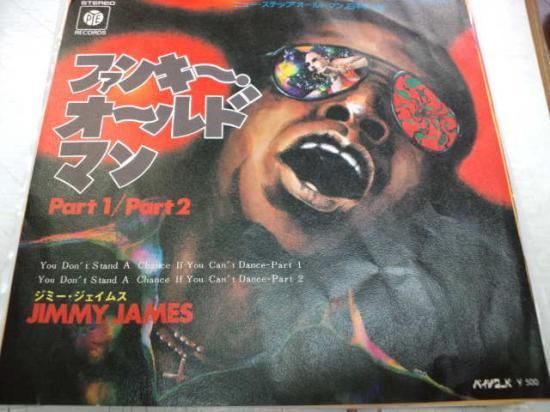 STEREO
PYE
RECORDS
ファンキー・
オールド
マン
Part 1/Part 2
You Don't Stand A Chance If You Can't Dance-Part 1
You Don't Stand A Chance If You Can't Dance-Part 2
ジミー・ジェイムス
JIMMY JAMES
¥500